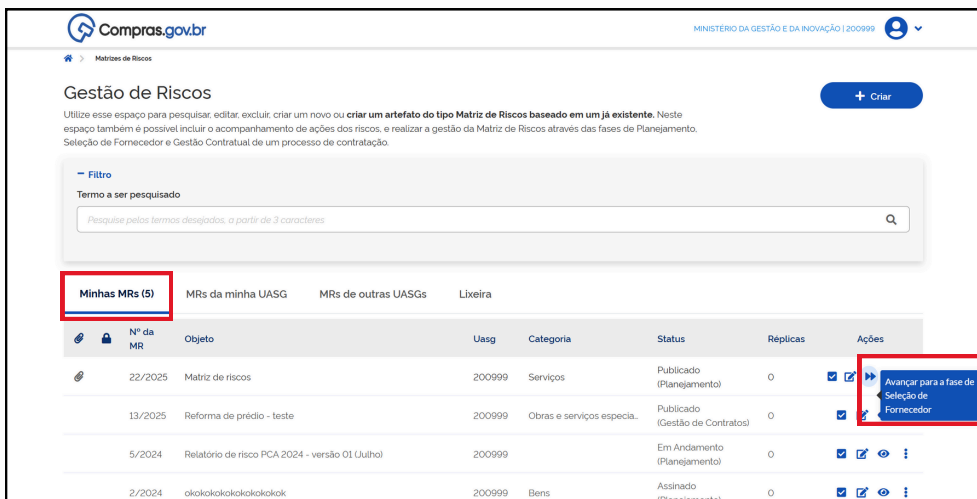 Compras.gov.br
MINISTÉRIO DA GESTÃO E DA INOVAÇÃO | 200999
Matrizes de Riscos
Gestão de Riscos
+ Criar
Utilize esse espaço para pesquisar, editar, excluir, criar um novo ou criar um artefato do tipo Matriz de Riscos baseado em um já existente. Neste
espaço também é possível incluir o acompanhamento de ações dos riscos, e realizar a gestão da Matriz de Riscos através das fases de Planejamento,
Seleção de Fornecedor e Gestão Contratual de um processo de contratação.
Filtro
Termo a ser pesquisado
Pesquise pelos termos desejados, a partir de 3 caracteres
Minhas MRs (5) MRs da minha UASG MRs de outras UASGs Lixeira
Nº da MR Objeto Uasg Categoria Status Réplicas Ações
22/2025 Matriz de riscos 200999 Serviços Publicado (Planejamento) 0
Avançar para a fase de
Seleção de
Fornecedor
13/2025 Reforma de prédio - teste 200999 Obras e serviços especia... Publicado (Gestão de Contratos) 0
5/2024 Relatório de risco PCA 2024 - versão 01 (Julho) 200999 Em Andamento (Planejamento) 0
2/2024 okokokokokokokokok 200999 Bens Assinado 0